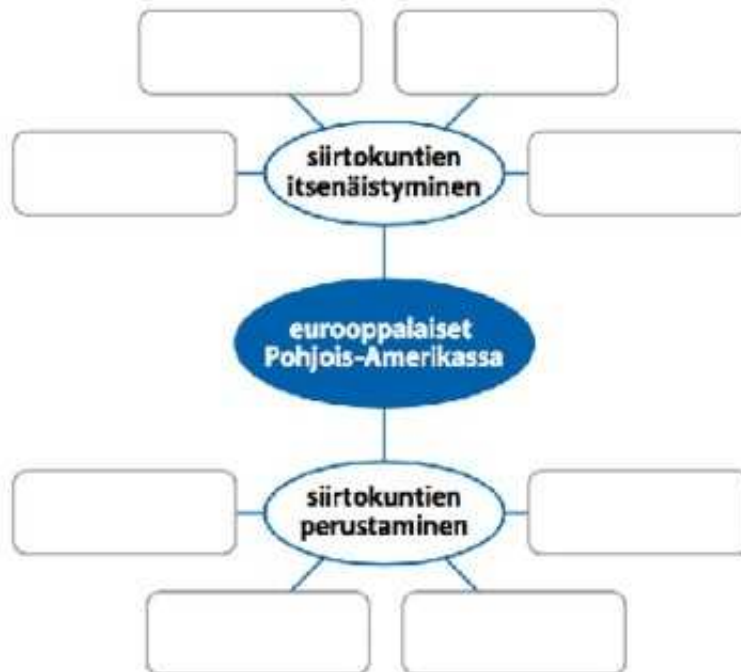 siirtokuntien
itsenäistyminen
eurooppalaiset
Pohjois-Amerikassa
siirtokuntien
perustaminen